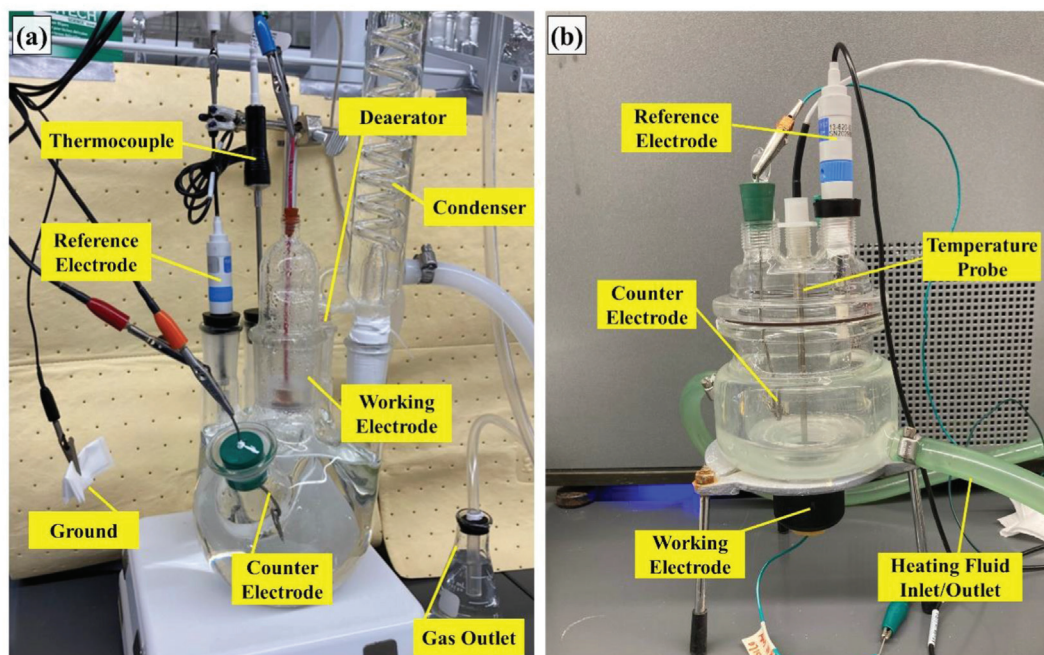 (a)
TECH
Thermocouple
Deaerator
Condenser
Reference
Electrode
Working
Electrode
Ground
Counter
Electrode
Gas Outlet
(b)
Reference
Electrode
Temperature
Probe
Counter
Electrode
Working
Electrode
Heating Fluid
Inlet/Outlet